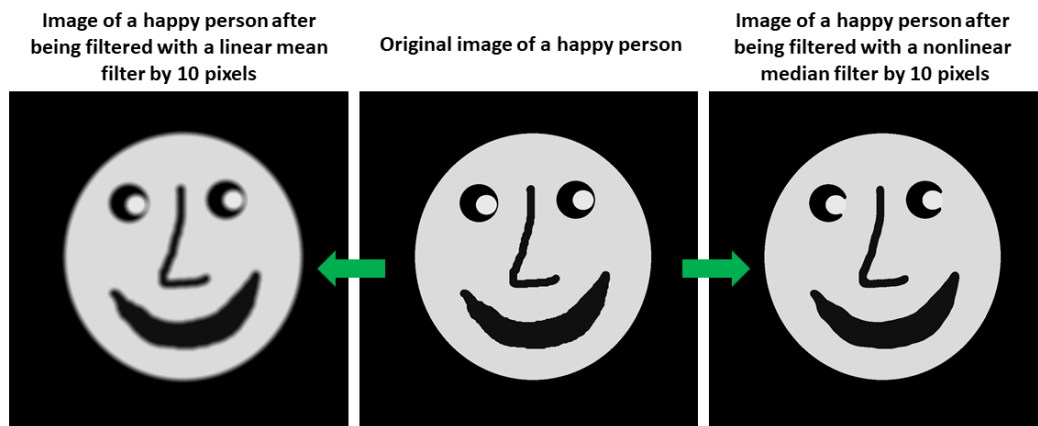 Image of a happy person after
being filtered with a linear mean
filter by 10 pixels
Original image of a happy person
Image of a happy person after
being filtered with a nonlinear
median filter by 10 pixels